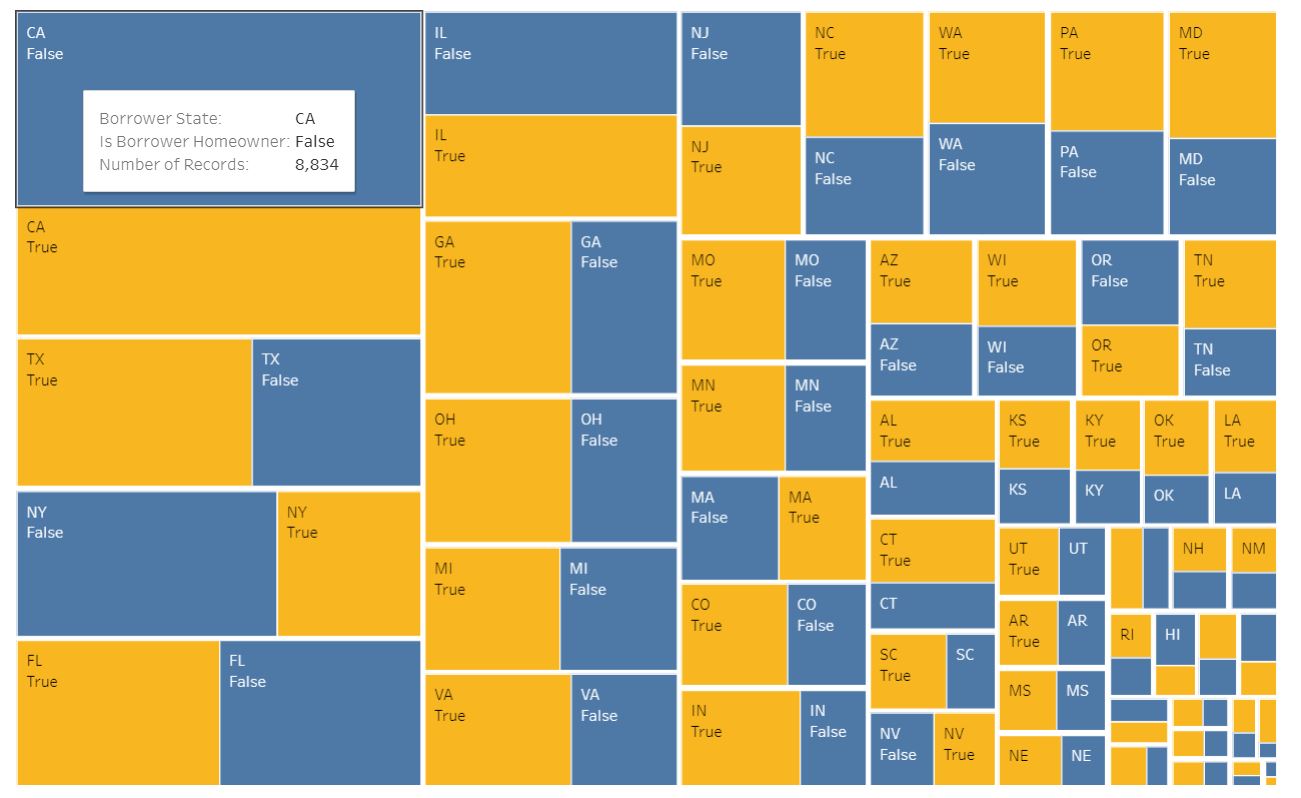 CA
False
Borrower State: CA
Is Borrower Homeowner: False
Number of Records: 8,834
CA
True
TX
True
TX
False
NY
False
NY
True
FL
True
FL
False
IL
False
IL
True
GA
True
GA
False
OH
True
OH
False
MI
True
MI
False
VA
True
VA
False
NJ
False
NJ
True
NC
True
NC
False
WA
True
WA
False
PA
True
PA
False
MD
True
MD
False
MO
True
MO
False
MN
True
MN
False
MA
False
MA
True
CO
True
CO
False
IN
True
IN
False
AZ
True
AZ
False
WI
True
WI
False
OR
False
OR
True
TN
True
TN
False
AL
True
AL
CT
True
CT
SC
True
SC
NV
False
NV
True
KS
True
KS
KY
True
KY
OK
True
OK
LA
True
LA
UT
True
UT
AR
True
AR
MS
MS
NE
NE
NH
NM
RI
HI